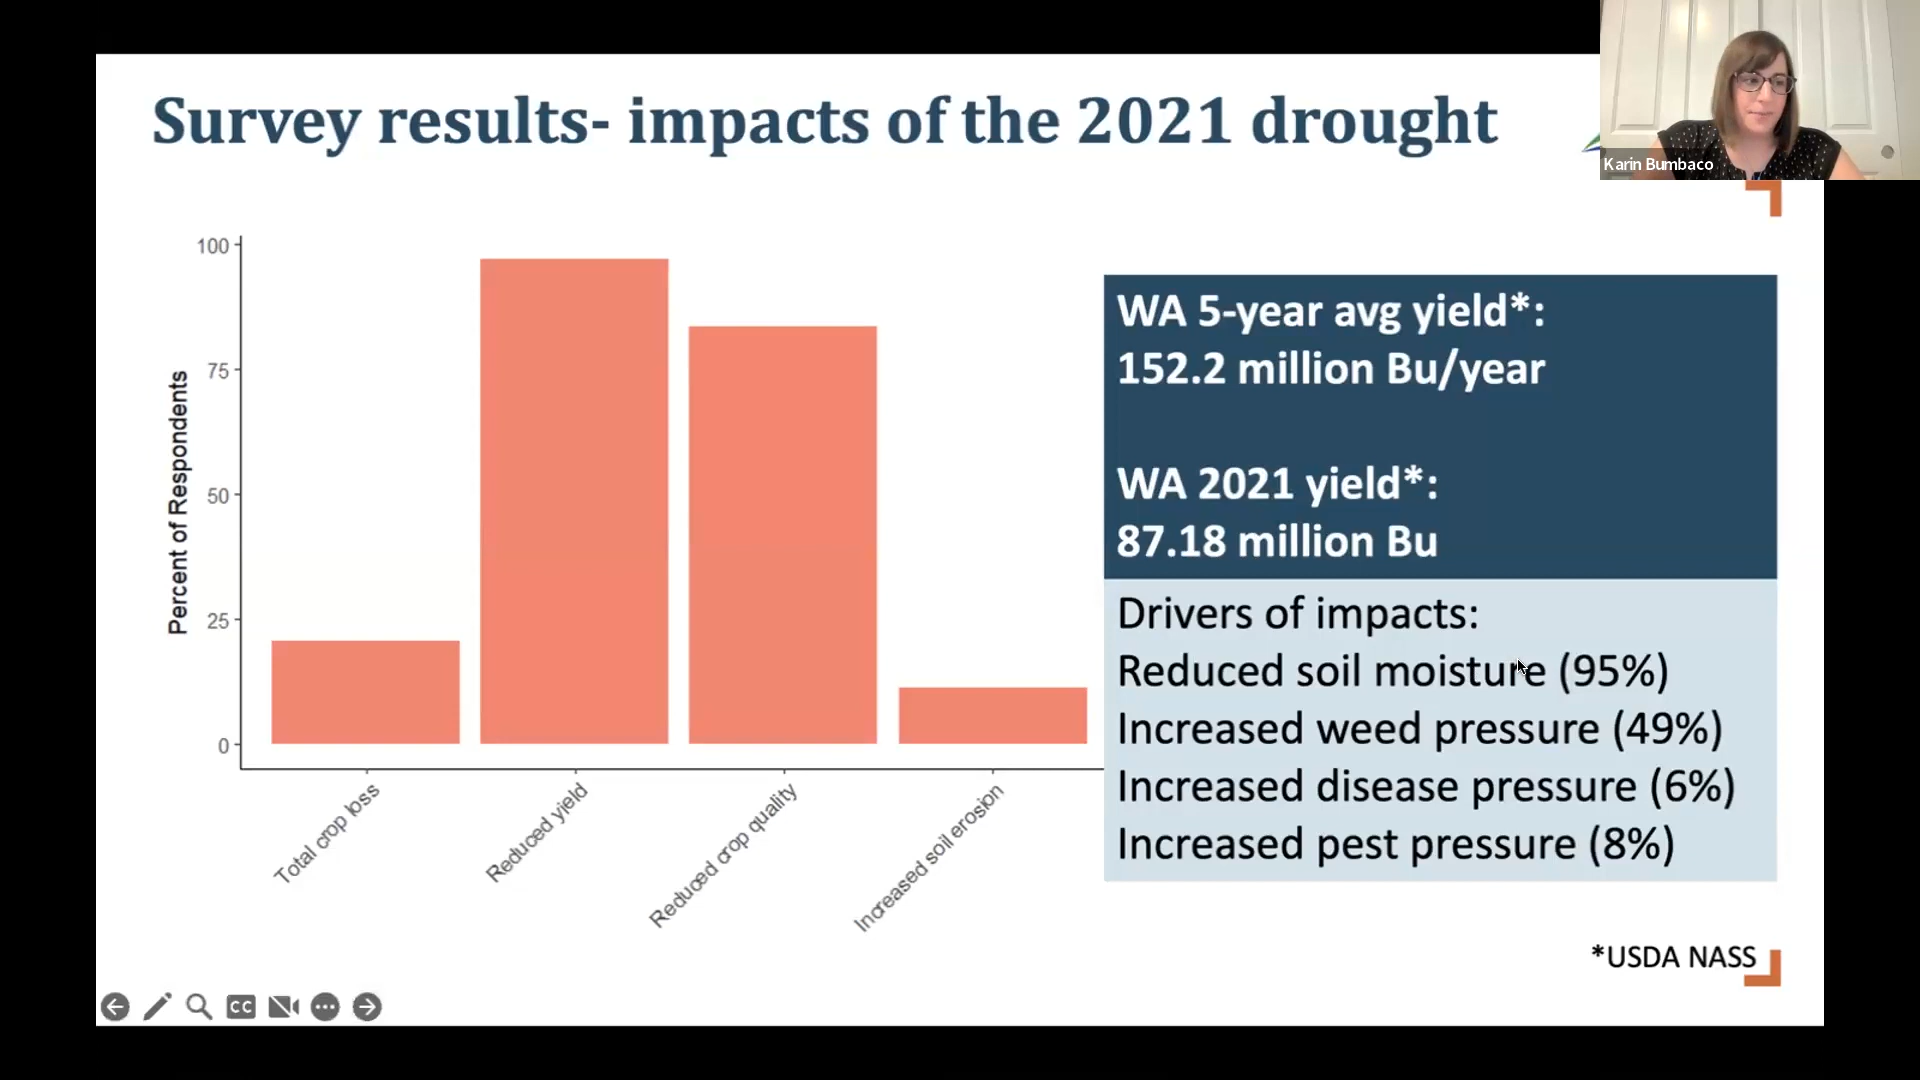 Survey results- impacts of the 2021 drought
Karin Bumbaco
100
75
50
25
0
Percent of Respondents
Total crop loss
Reduced yield
Reduced crop quality
Increased soil erosion
WA 5-year avg yield*:
152.2 million Bu/year
WA 2021 yield*:
87.18 million Bu
Drivers of impacts:
Reduced soil moisture (95%)
Increased weed pressure (49%)
Increased disease pressure (6%)
Increased pest pressure (8%)
*USDA NASS
CC